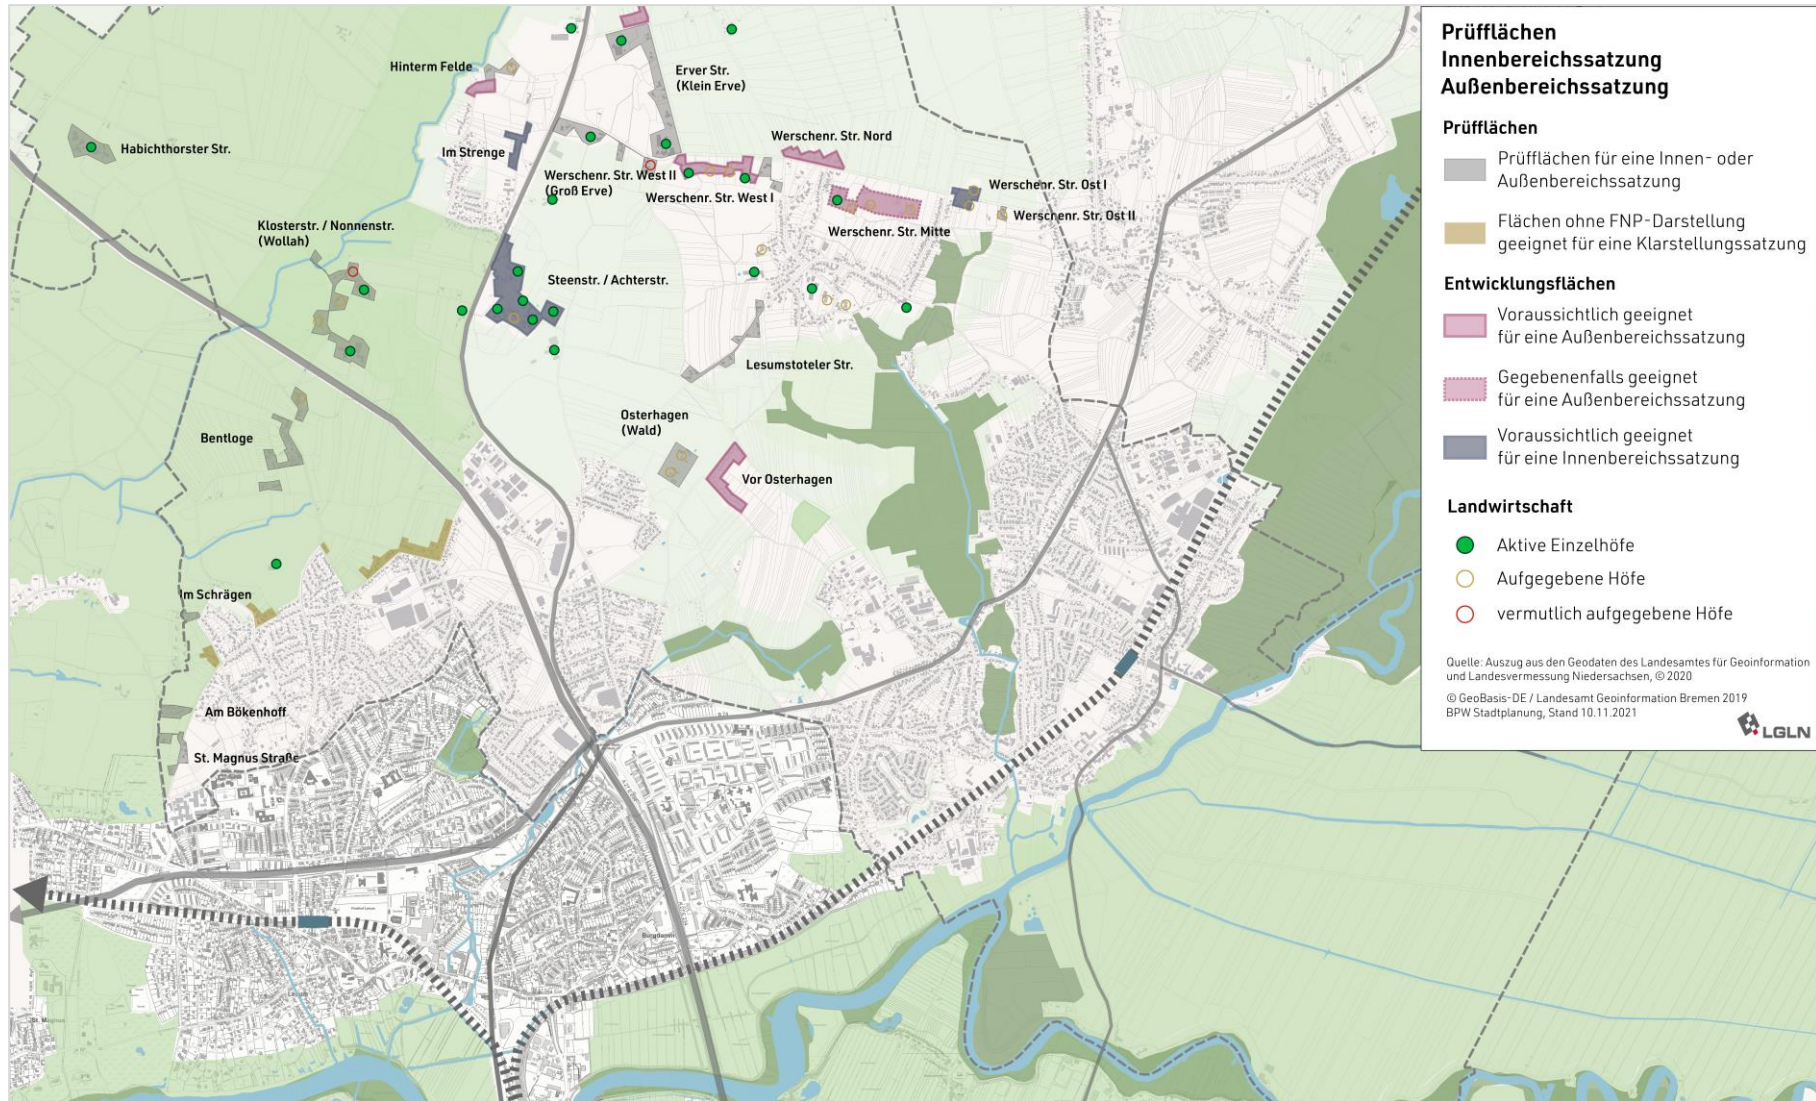 Hinterm Felde
Erver Str.
(Klein Erve)
Habichthorster Str.
Im Strenge
Werschenr. Str. Nord
Werschenr. Str. West II
(Groß Erve)
Werschenr. Str. West I
Werschenr. Str. Ost I
Werschenr. Str. Ost II
Werschenr. Str. Mitte
Klosterstr. / Nonnenstr.
(Wollah)
Steenstr. / Achterstr.
Lesumstoteler Str.
Osterhagen
(Wald)
Bentloge
Vor Osterhagen
Im Schrägen
Am Bökenhoff
St. Magnus Straße
Prüfflächen
Innenbereichssatzung
Außenbereichssatzung
Prüfflächen
Prüfflächen für eine Innen- oder
Außenbereichssatzung
Flächen ohne FNP-Darstellung
geeignet für eine Klarstellungssatzung
Entwicklungsflächen
Voraussichtlich geeignet
für eine Außenbereichssatzung
Gegebenenfalls geeignet
für eine Außenbereichssatzung
Voraussichtlich geeignet
für eine Innenbereichssatzung
Landwirtschaft
Aktive Einzelhöfe
Aufgegebene Höfe
vermutlich aufgegebene Höfe
Quelle: Auszug aus den Geodaten des Landesamtes für Geoinformation
und Landesvermessung Niedersachsen, © 2020
© GeoBasis-DE / Landesamt Geoinformation Bremen 2019
BPW Stadtplanung, Stand 10.11.2021
LGLN